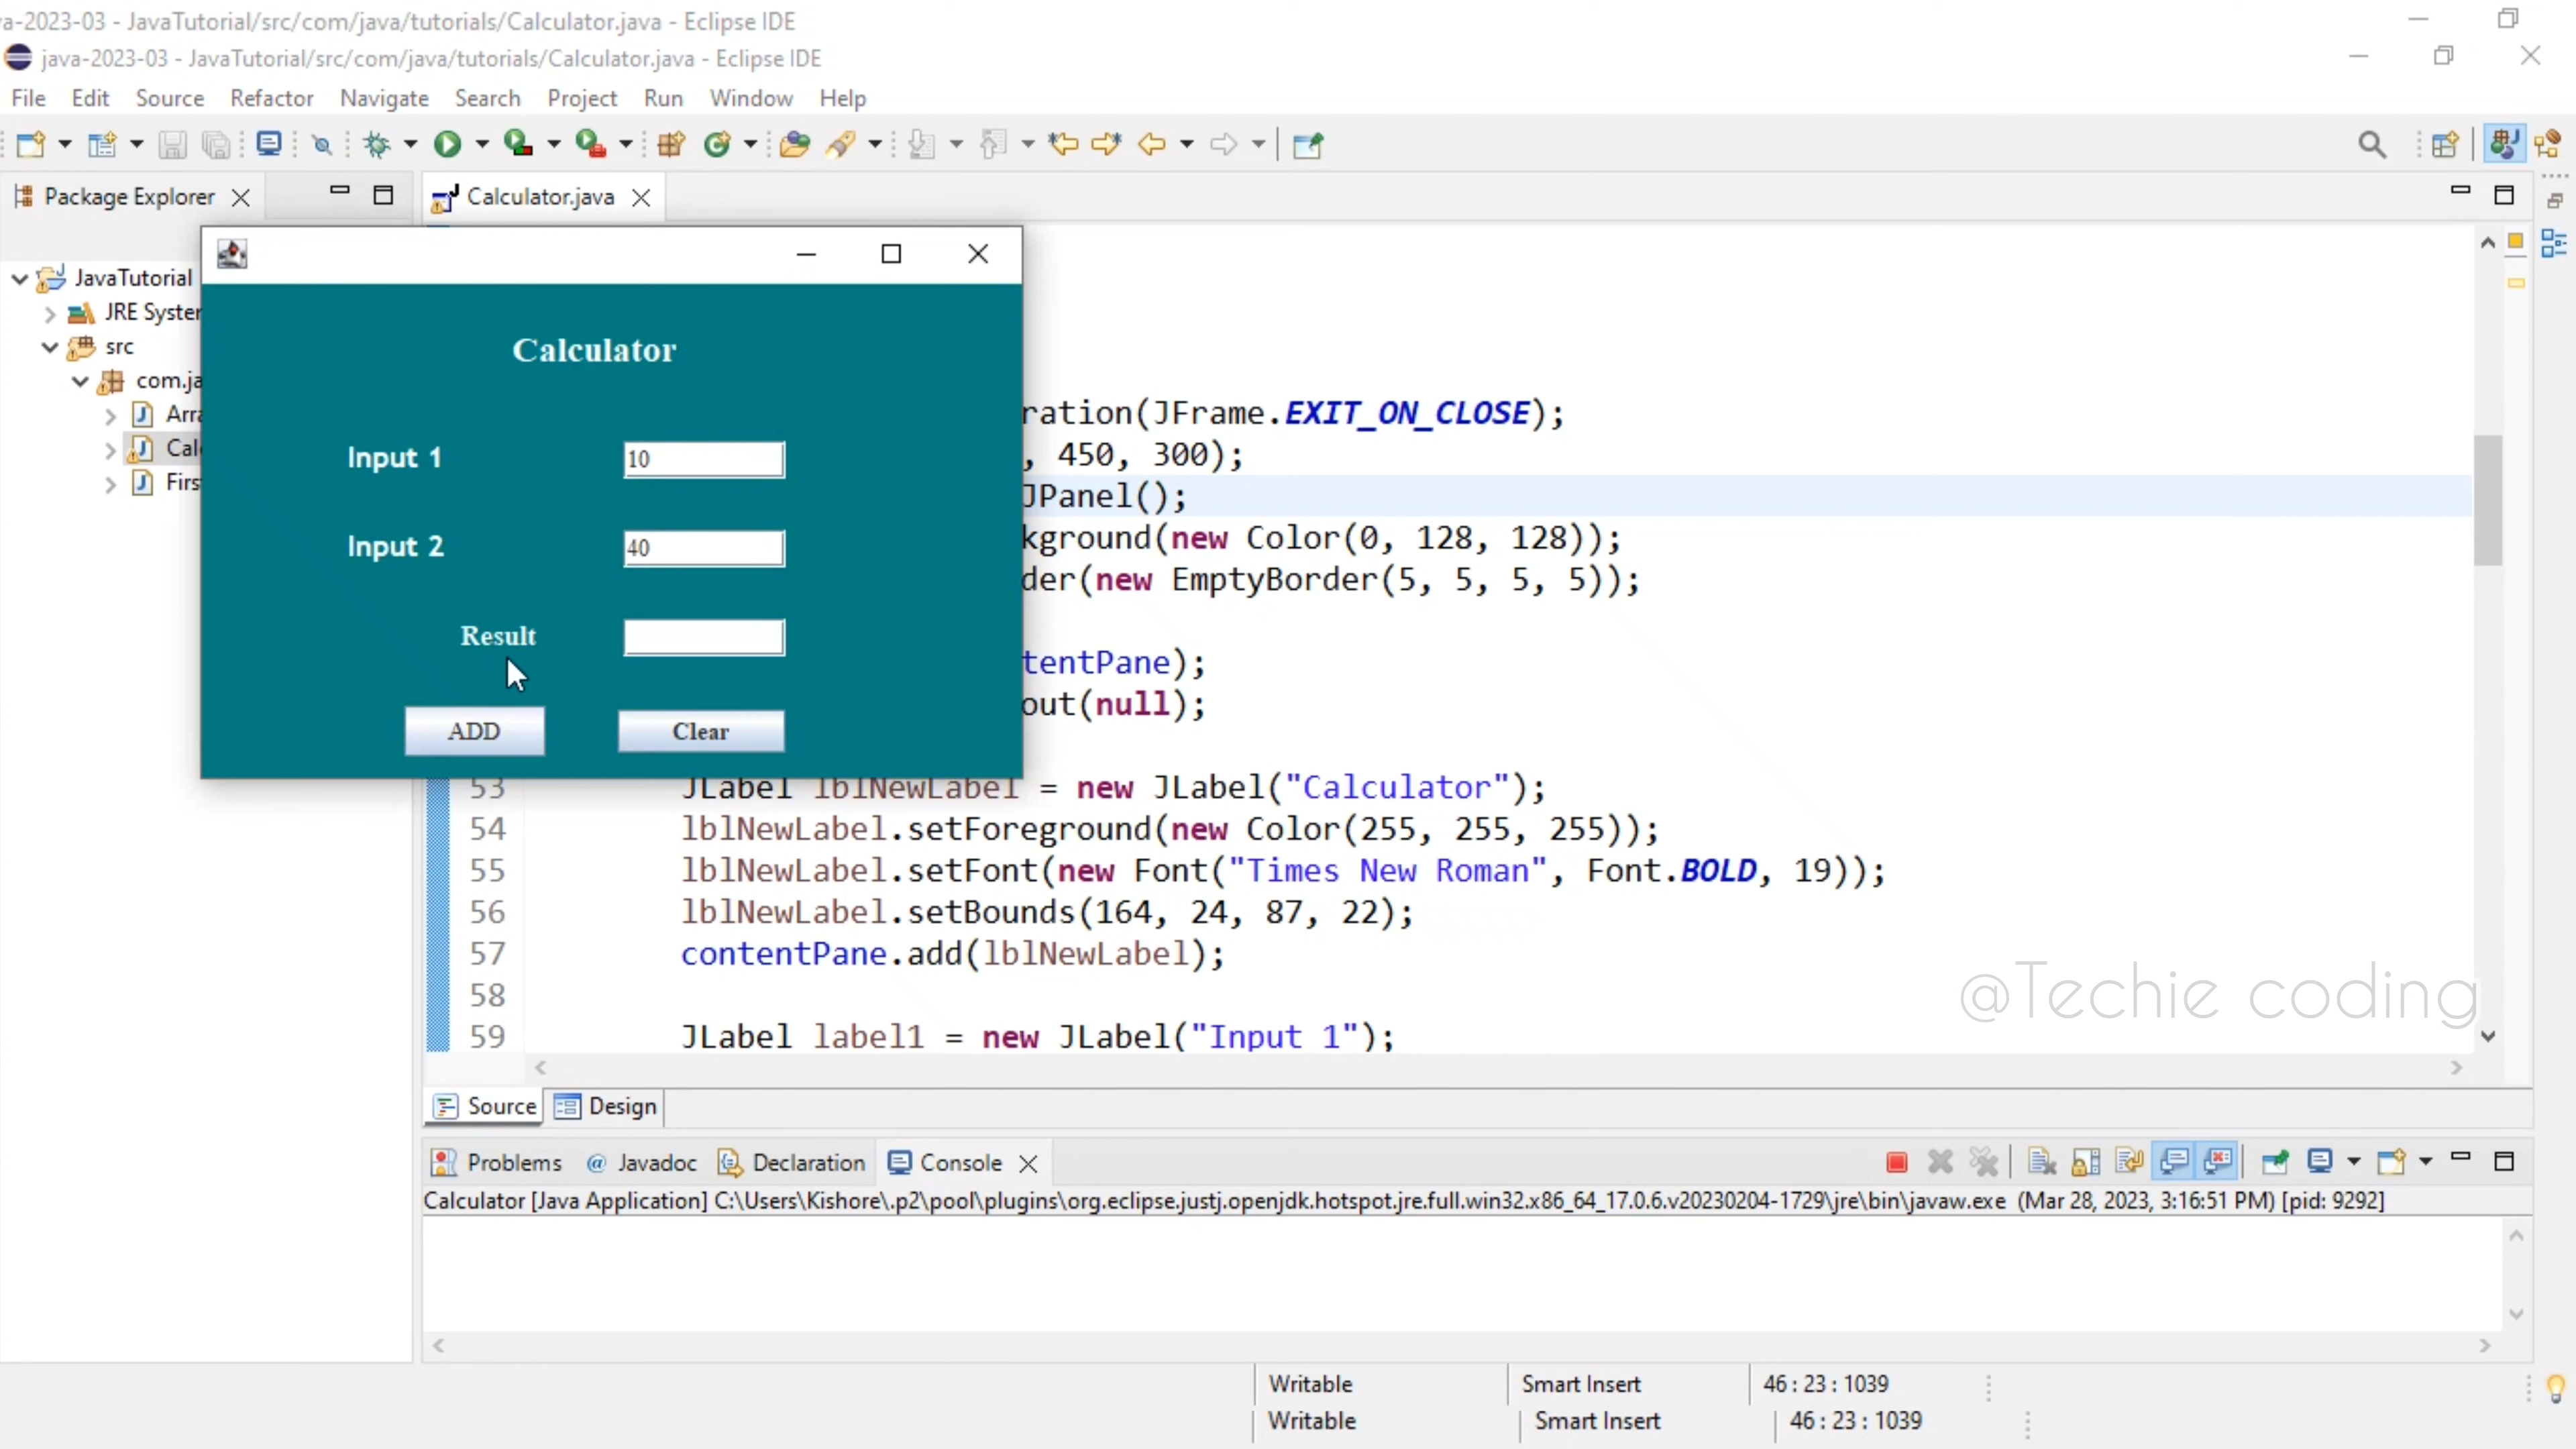 a-2023-03 - JavaTutorial/src/com/java/tutorials/Calculator.java - Eclipse IDE
java-2023-03 - JavaTutorial/src/com/java/tutorials/Calculator.java - Eclipse IDE
File Edit Source Refactor Navigate Search Project Run Window Help
Package Explorer
Calculator.java
JavaTutorial
JRE System
src
com.ja
Arra
Calc
Firs
Calculator
Input 1
10
Input 2
40
Result
ADD
Clear
ration(JFrame.EXIT_ON_CLOSE);
, 450, 300);
JPanel();
kground(new Color(0, 128, 128));
der(new EmptyBorder(5, 5, 5, 5));
tentPane);
out(null);
53 JLabel lblNewLabel = new JLabel("Calculator");
54 lblNewLabel.setForeground(new Color(255, 255, 255));
55 lblNewLabel.setFont(new Font("Times New Roman", Font.BOLD, 19));
56 lblNewLabel.setBounds(164, 24, 87, 22);
57 contentPane.add(lblNewLabel);
58
59 JLabel label1 = new JLabel("Input 1");
@Techie coding
Source Design
Problems @ Javadoc Declaration Console
Calculator [Java Application] C:\Users\Kishore\.p2\pool\plugins\org.eclipse.justj.openjdk.hotspot.jre.full.win32.x86_64_17.0.6.v20230204-1729\jre\bin\javaw.exe (Mar 28, 2023, 3:16:51 PM) [pid: 9292]
Writable Smart Insert 46 : 23 : 1039
Writable Smart Insert 46 : 23 : 1039